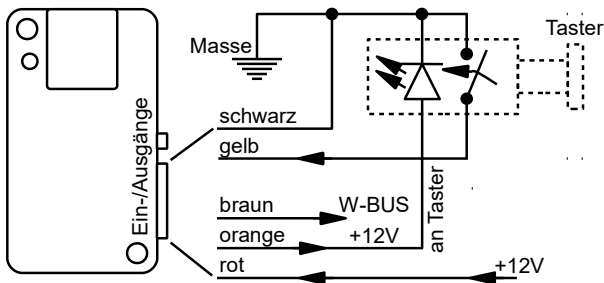 Taster
Masse
schwarz
gelb
Ein-/Ausgänge
braun
W-BUS
orange
+12V
an Taster
rot
+12V